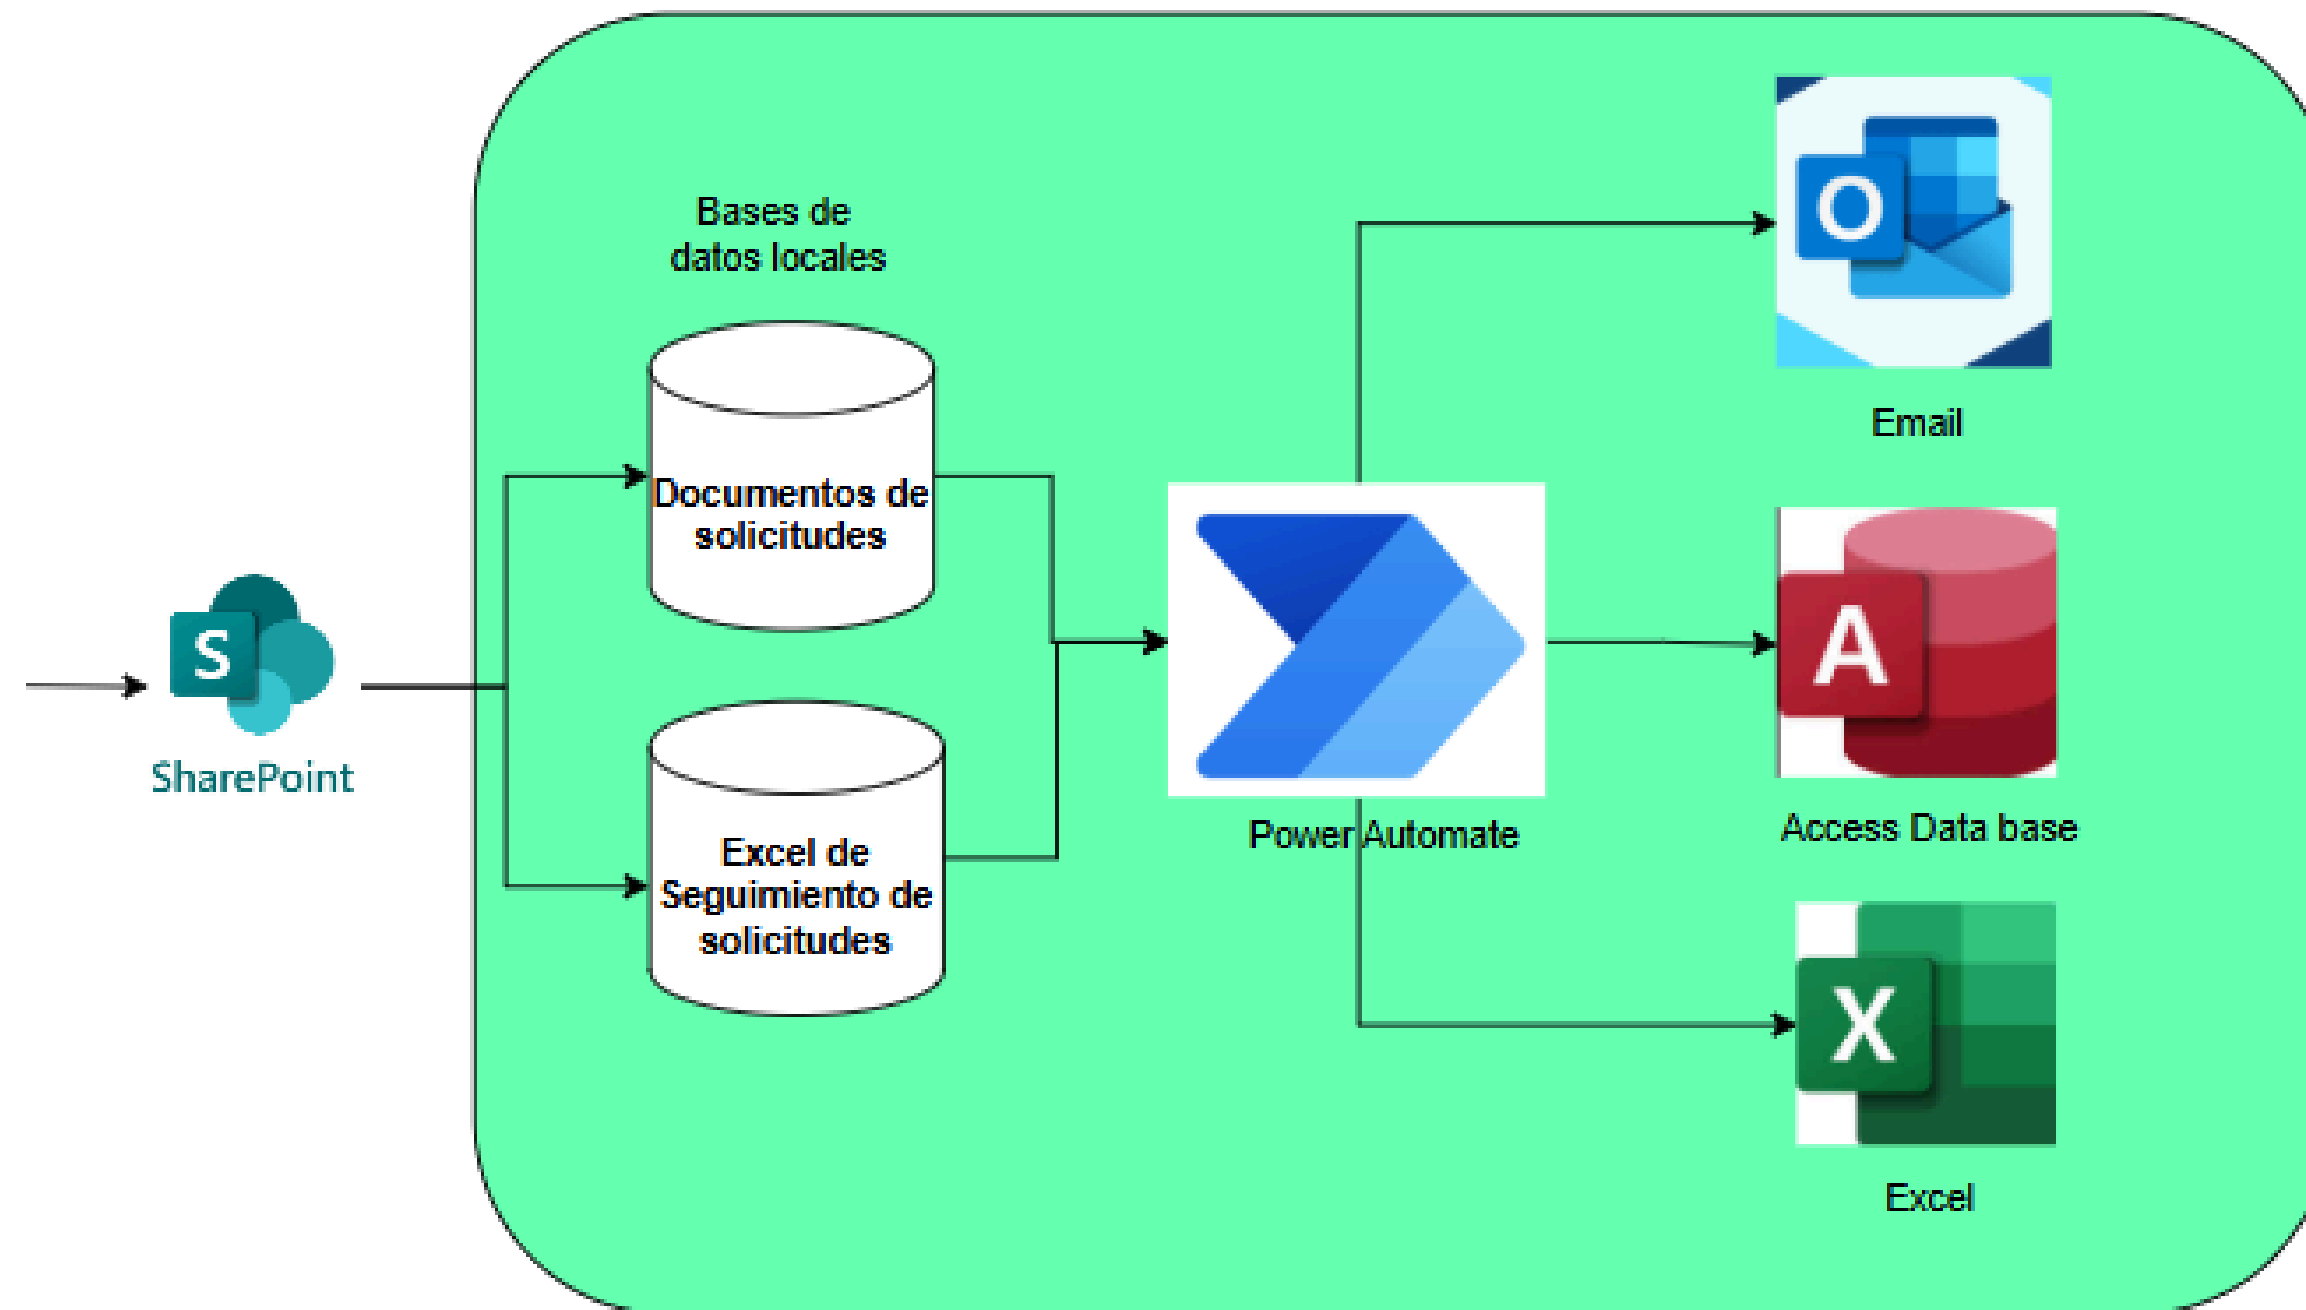 Bases de
datos locales
Documentos de
solicitudes
S
SharePoint
Excel de
Seguimiento de
solicitudes
Power Automate
O
Email
A
Access Data base
X
Excel